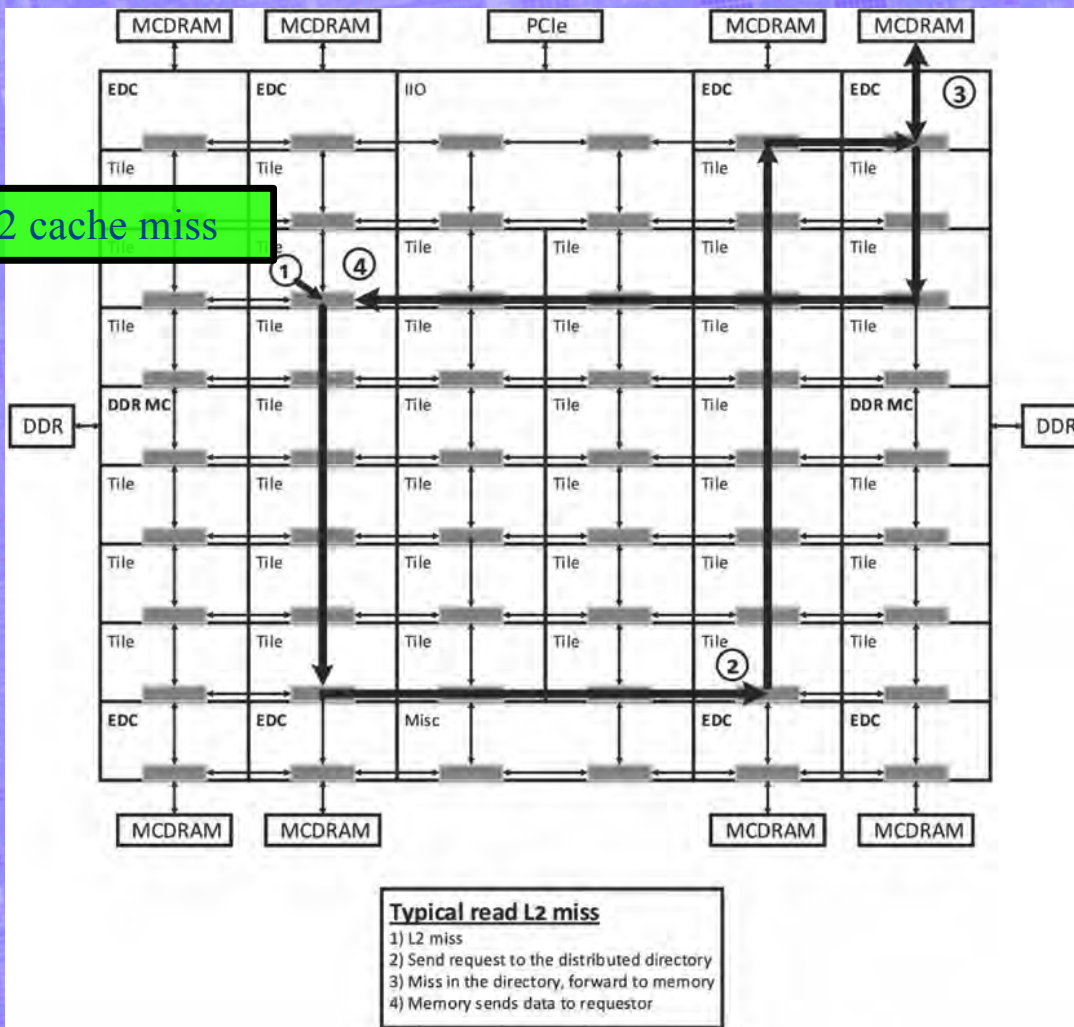 MCDRAM MCDRAM PCIe MCDRAM MCDRAM
EDC EDC IIO EDC EDC ③
Tile Tile Tile Tile
2 cache miss
Tile Tile Tile Tile Tile Tile
① ④
Tile Tile Tile Tile Tile Tile
DDR MC Tile Tile Tile Tile DDR MC
DDR DDR
Tile Tile Tile Tile Tile Tile
Tile Tile Tile Tile Tile Tile
Tile Tile Tile Tile Tile Tile
②
EDC EDC Misc EDC EDC
MCDRAM MCDRAM MCDRAM MCDRAM
Typical read L2 miss
1) L2 miss
2) Send request to the distributed directory
3) Miss in the directory, forward to memory
4) Memory sends data to requestor